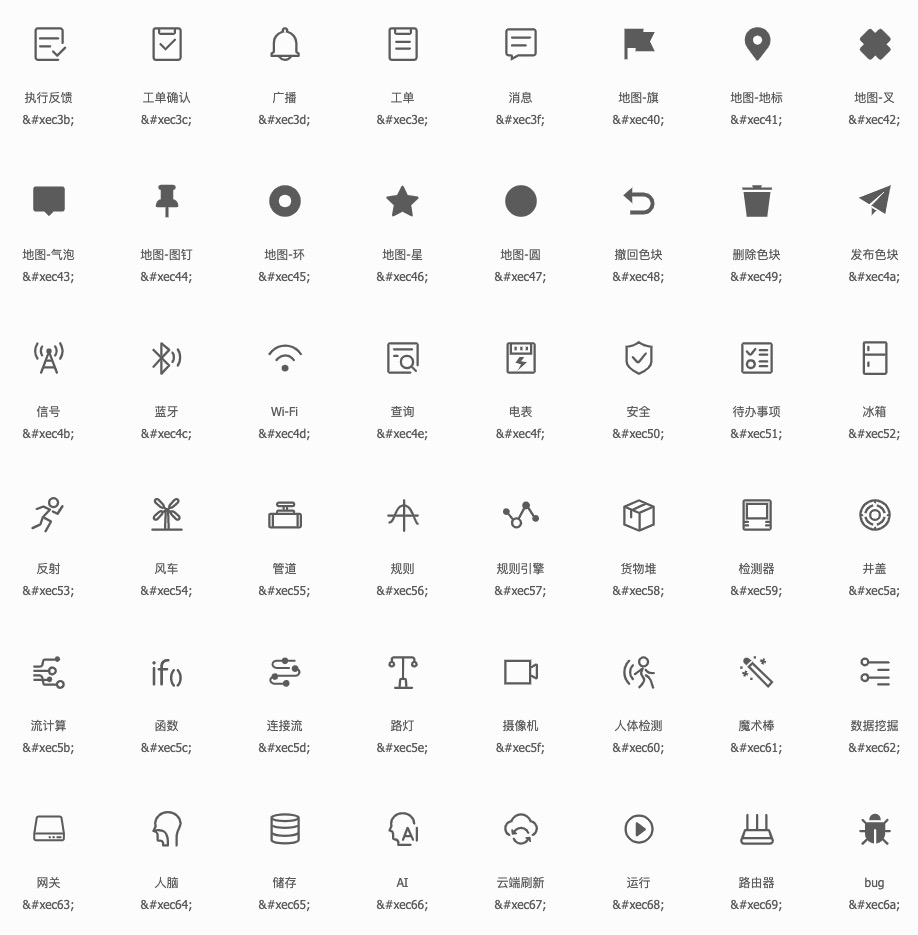 执行反馈 工单确认 广播 工单 消息 地图-旗 地图-地标 地图-叉
&#xec3b; &#xec3c; &#xec3d; &#xec3e; &#xec3f; &#xec40; &#xec41; &#xec42;
地图-气泡 地图-图钉 地图-环 地图-星 地图-圆 撤回色块 删除色块 发布色块
&#xec43; &#xec44; &#xec45; &#xec46; &#xec47; &#xec48; &#xec49; &#xec4a;
信号 蓝牙 Wi-Fi 查询 电表 安全 待办事项 冰箱
&#xec4b; &#xec4c; &#xec4d; &#xec4e; &#xec4f; &#xec50; &#xec51; &#xec52;
反射 风车 管道 规则 规则引擎 货物堆 检测器 井盖
&#xec53; &#xec54; &#xec55; &#xec56; &#xec57; &#xec58; &#xec59; &#xec5a;
if()
流计算 函数 连接流 路灯 摄像机 人体检测 魔术棒 数据挖掘
&#xec5b; &#xec5c; &#xec5d; &#xec5e; &#xec5f; &#xec60; &#xec61; &#xec62;
AI
网关 人脑 储存 AI 云端刷新 运行 路由器 bug
&#xec63; &#xec64; &#xec65; &#xec66; &#xec67; &#xec68; &#xec69; &#xec6a;